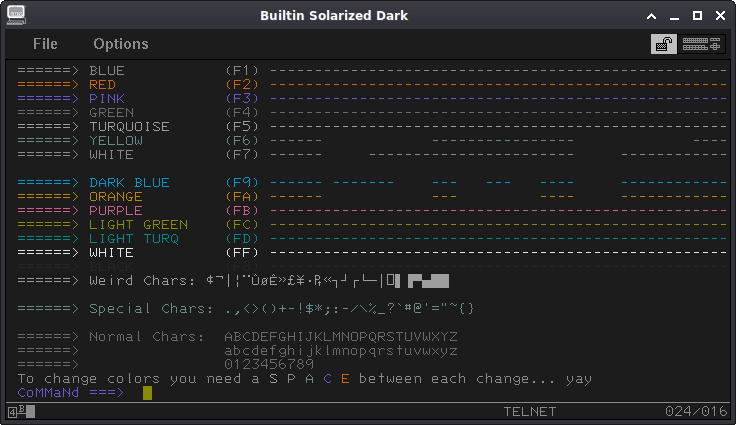 Builtin Solarized Dark
File Options
======> BLUE (F1) ----------------------------------------------------
======> RED (F2) ----------------------------------------------------
======> PINK (F3) ----------------------------------------------------
======> GREEN (F4) ----------------------------------------------------
======> TURQUOISE (F5) ----------------------------------------------------
======> YELLOW (F6) ------ ------------- ----
======> WHITE (F7) ------ ----------------------- ------------
======> DARK BLUE (F9) ------ ------- --- --- ---- ------------
======> ORANGE (FA) ------ --- ---- ------------
======> PURPLE (FB) ----------------------------------------------------
======> LIGHT GREEN (FC) ----------------------------------------------------
======> LIGHT TURQ (FD) ----------------------------------------------------
======> WHITE (FF) ----------------------------------------------------
======> BLACK
======> Weird Chars: ¢¬|¦¨ÛøÊ»£¥·₧«┐┘┌└─│
======> Special Chars: .,<>()+-!$*;:-/\%_?`#@'="~{}
======> Normal Chars: ABCDEFGHIJKLMNOPQRSTUVWXYZ
======> abcdefghijklmnopqrstuvwxyz
======> 0123456789
To change colors you need a S P A C E between each change... yay
CoMMaNd ===>
4 B TELNET 024/016